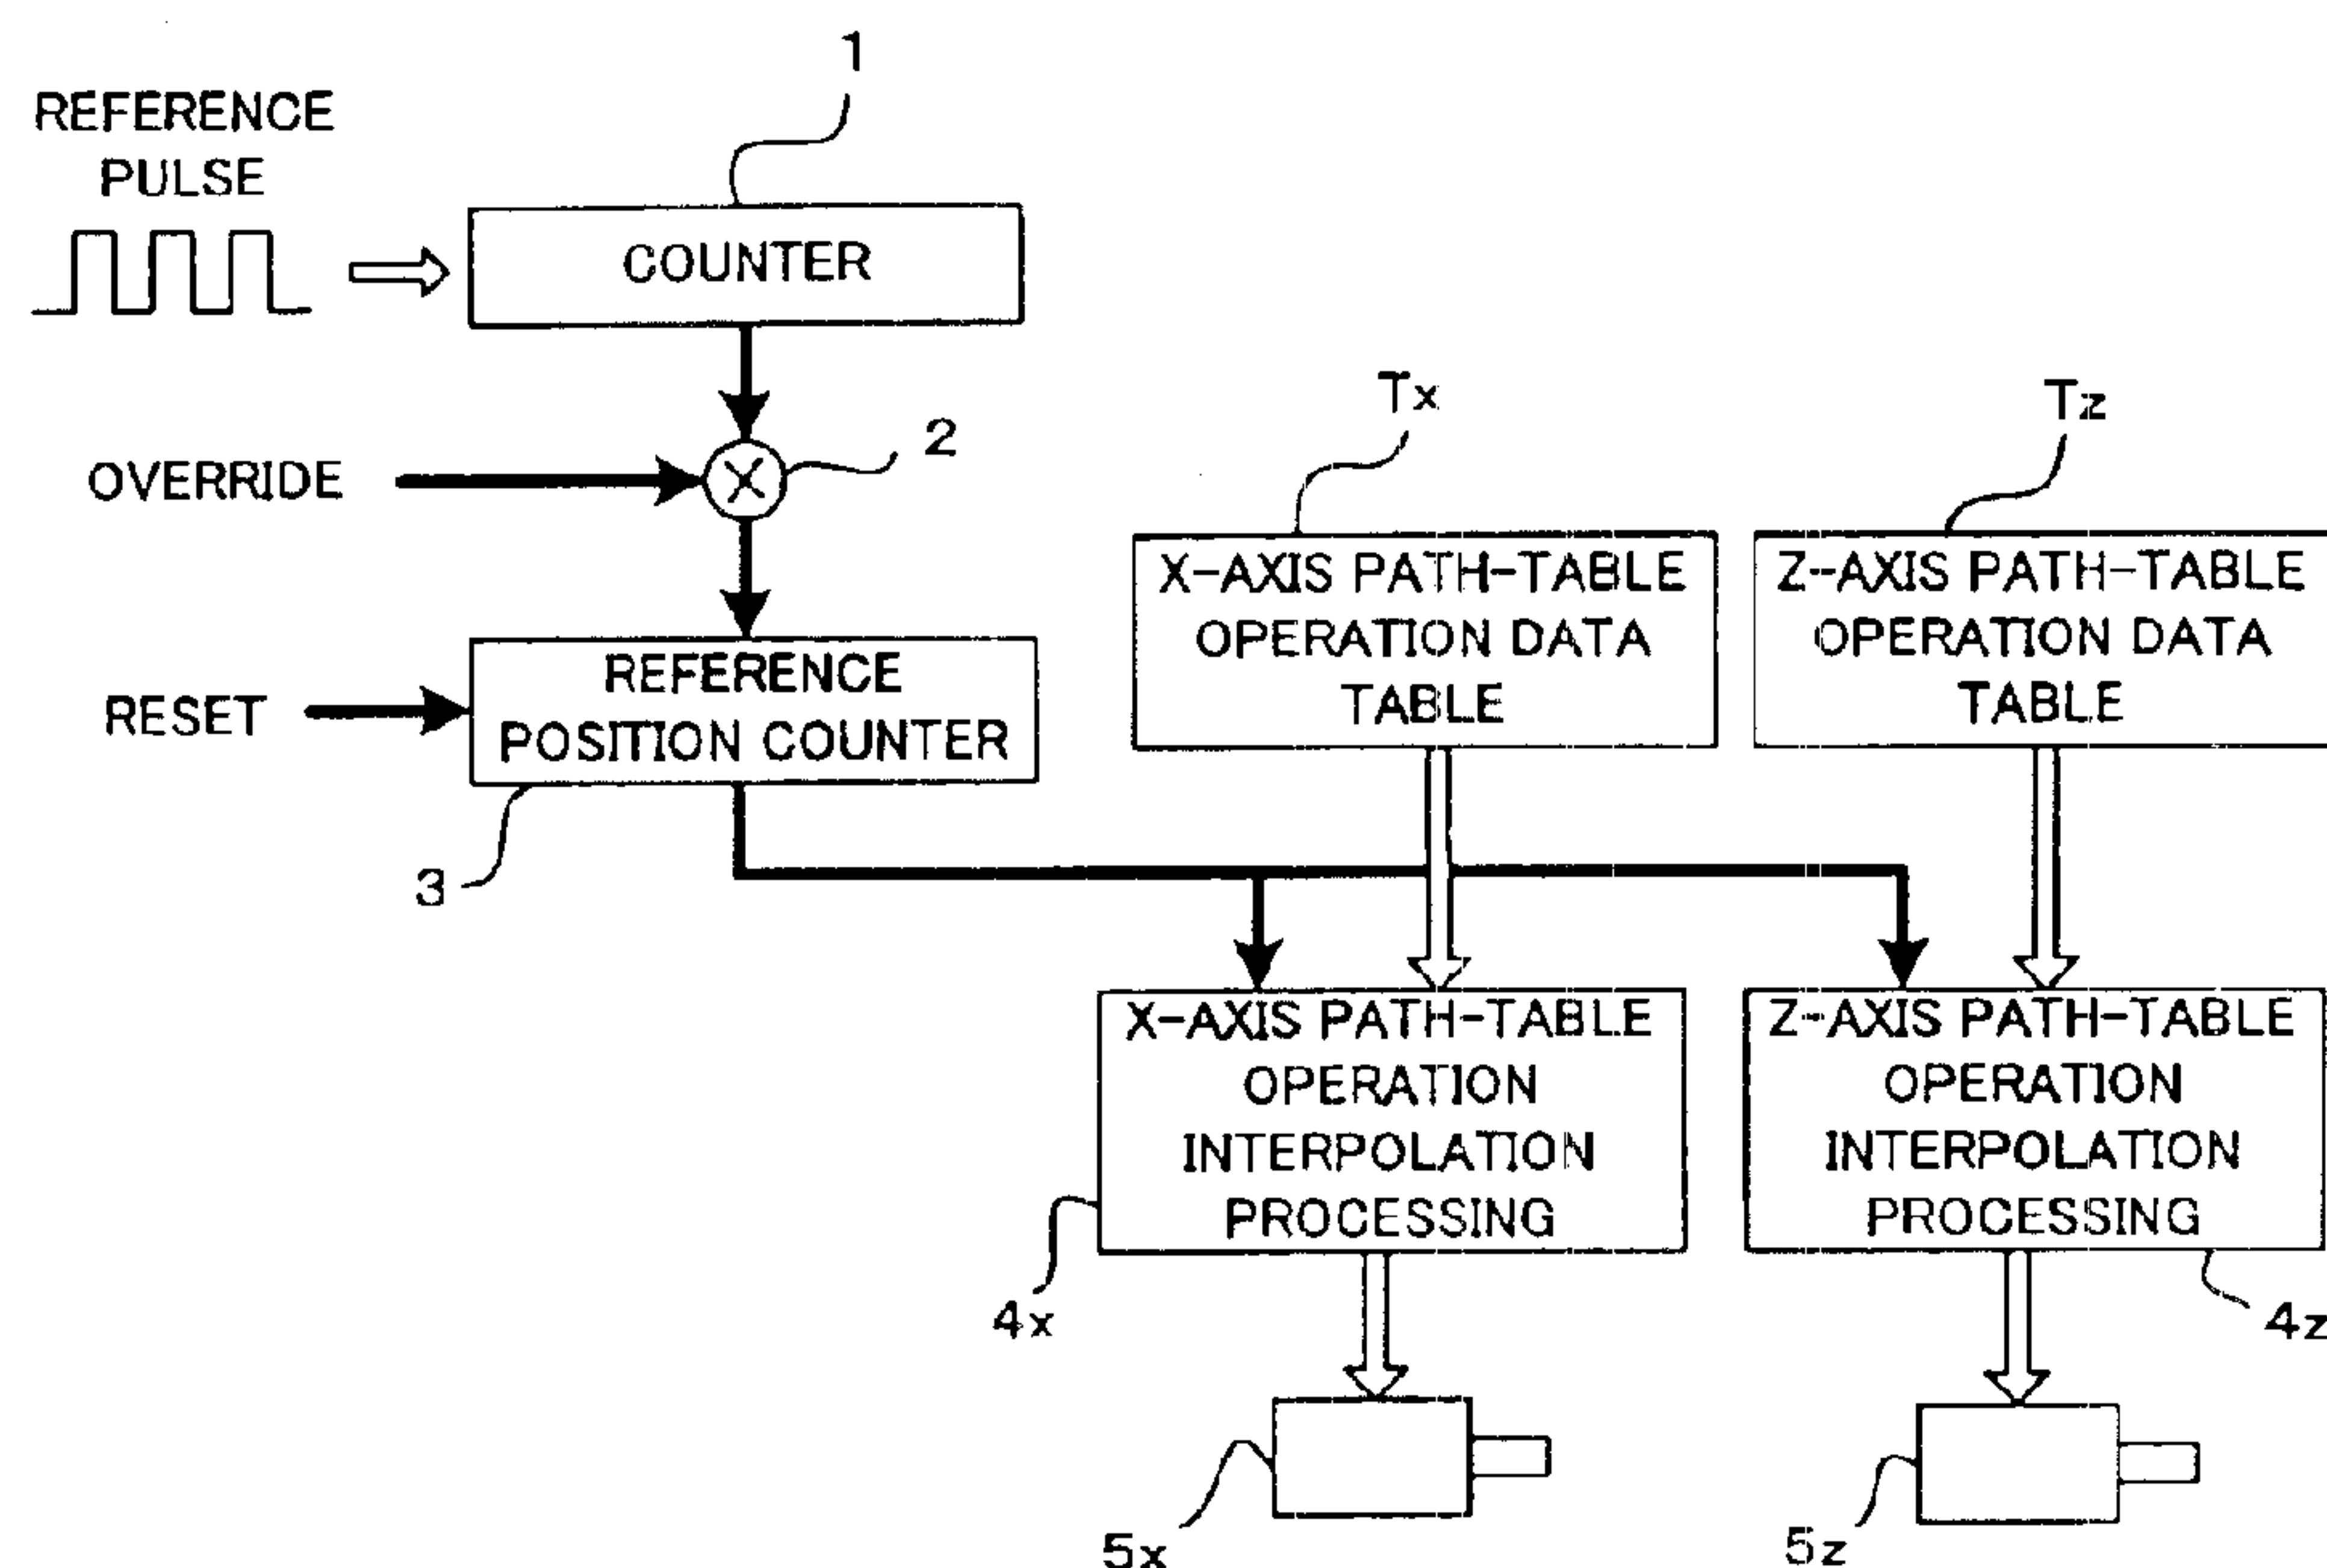 1
REFERENCE
PULSE
COUNTER
Tx
Tz
2
OVERRIDE
X-AXIS PATH-TABLE
OPERATION DATA
TABLE
Z-AXIS PATH-TABLE
OPERATION DATA
TABLE
RESET
REFERENCE
POSITION COUNTER
3
X-AXIS PATH-TABLE
OPERATION
INTERPOLATION
PROCESSING
Z-AXIS PATH-TABLE
OPERATION
INTERPOLATION
PROCESSING
4x
4z
5x
5z